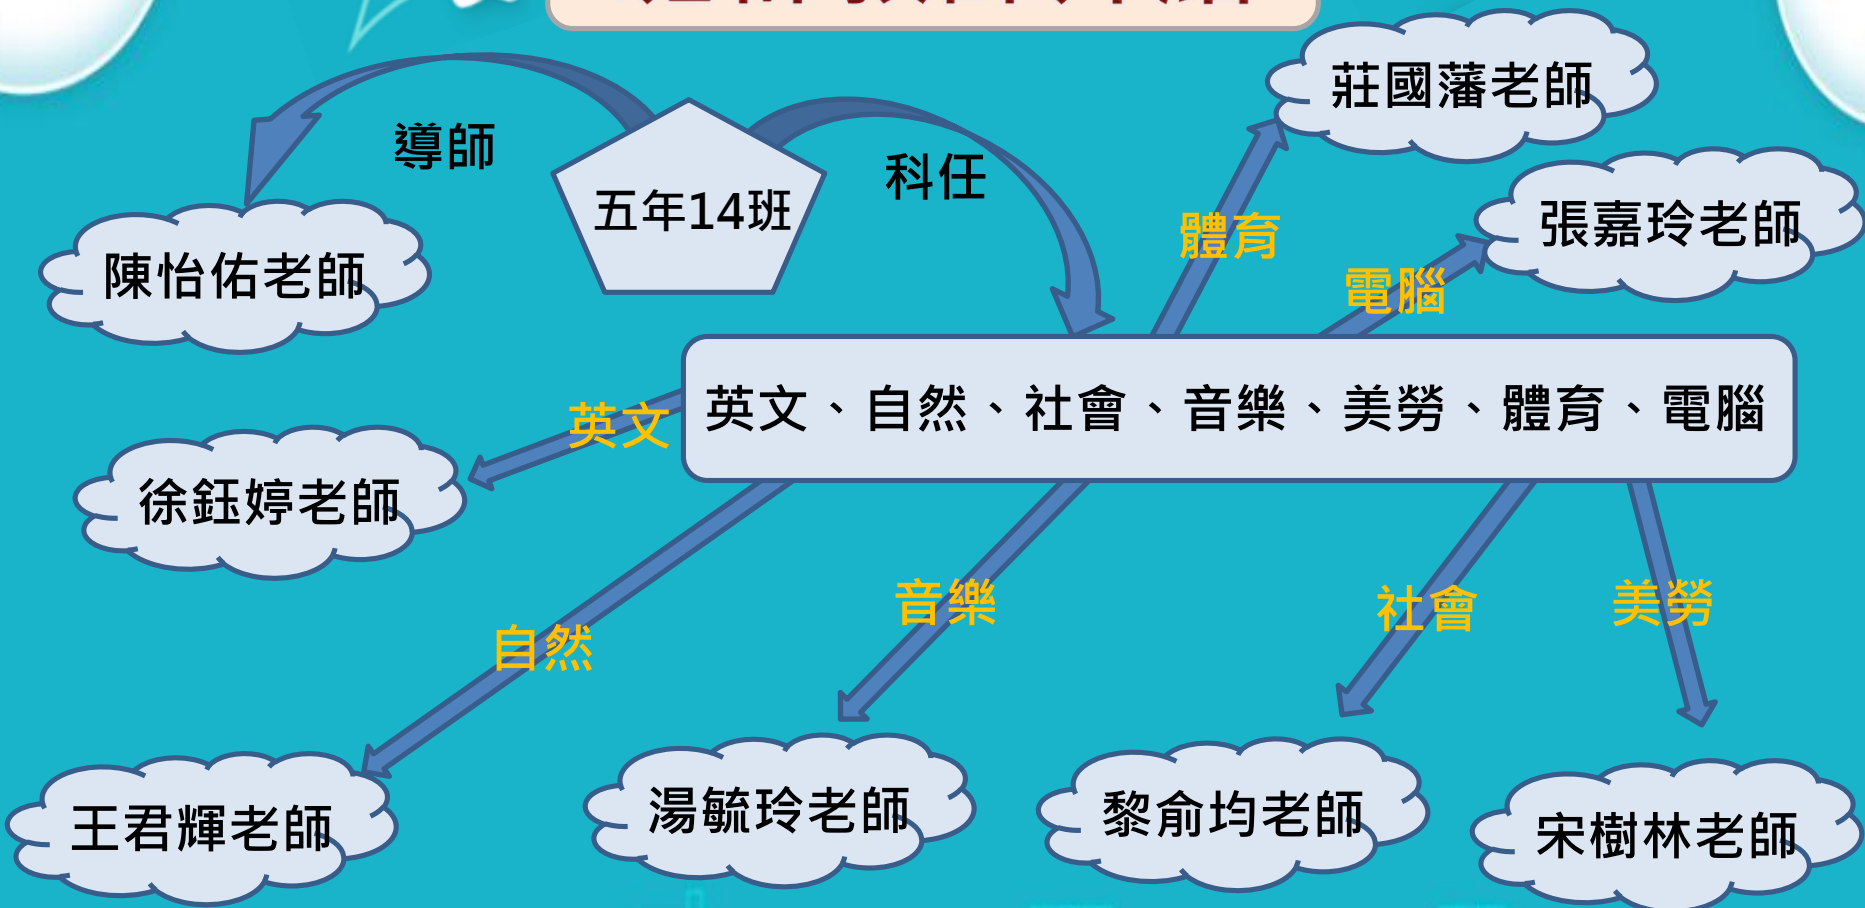 莊國藩老師
導師
科任
五年14班
張嘉玲老師
體育
陳怡佑老師
電腦
英文、自然、社會、音樂、美勞、體育、電腦
英文
徐鈺婷老師
音樂
社會
美勞
自然
王君輝老師
湯毓玲老師
黎俞均老師
宋樹林老師